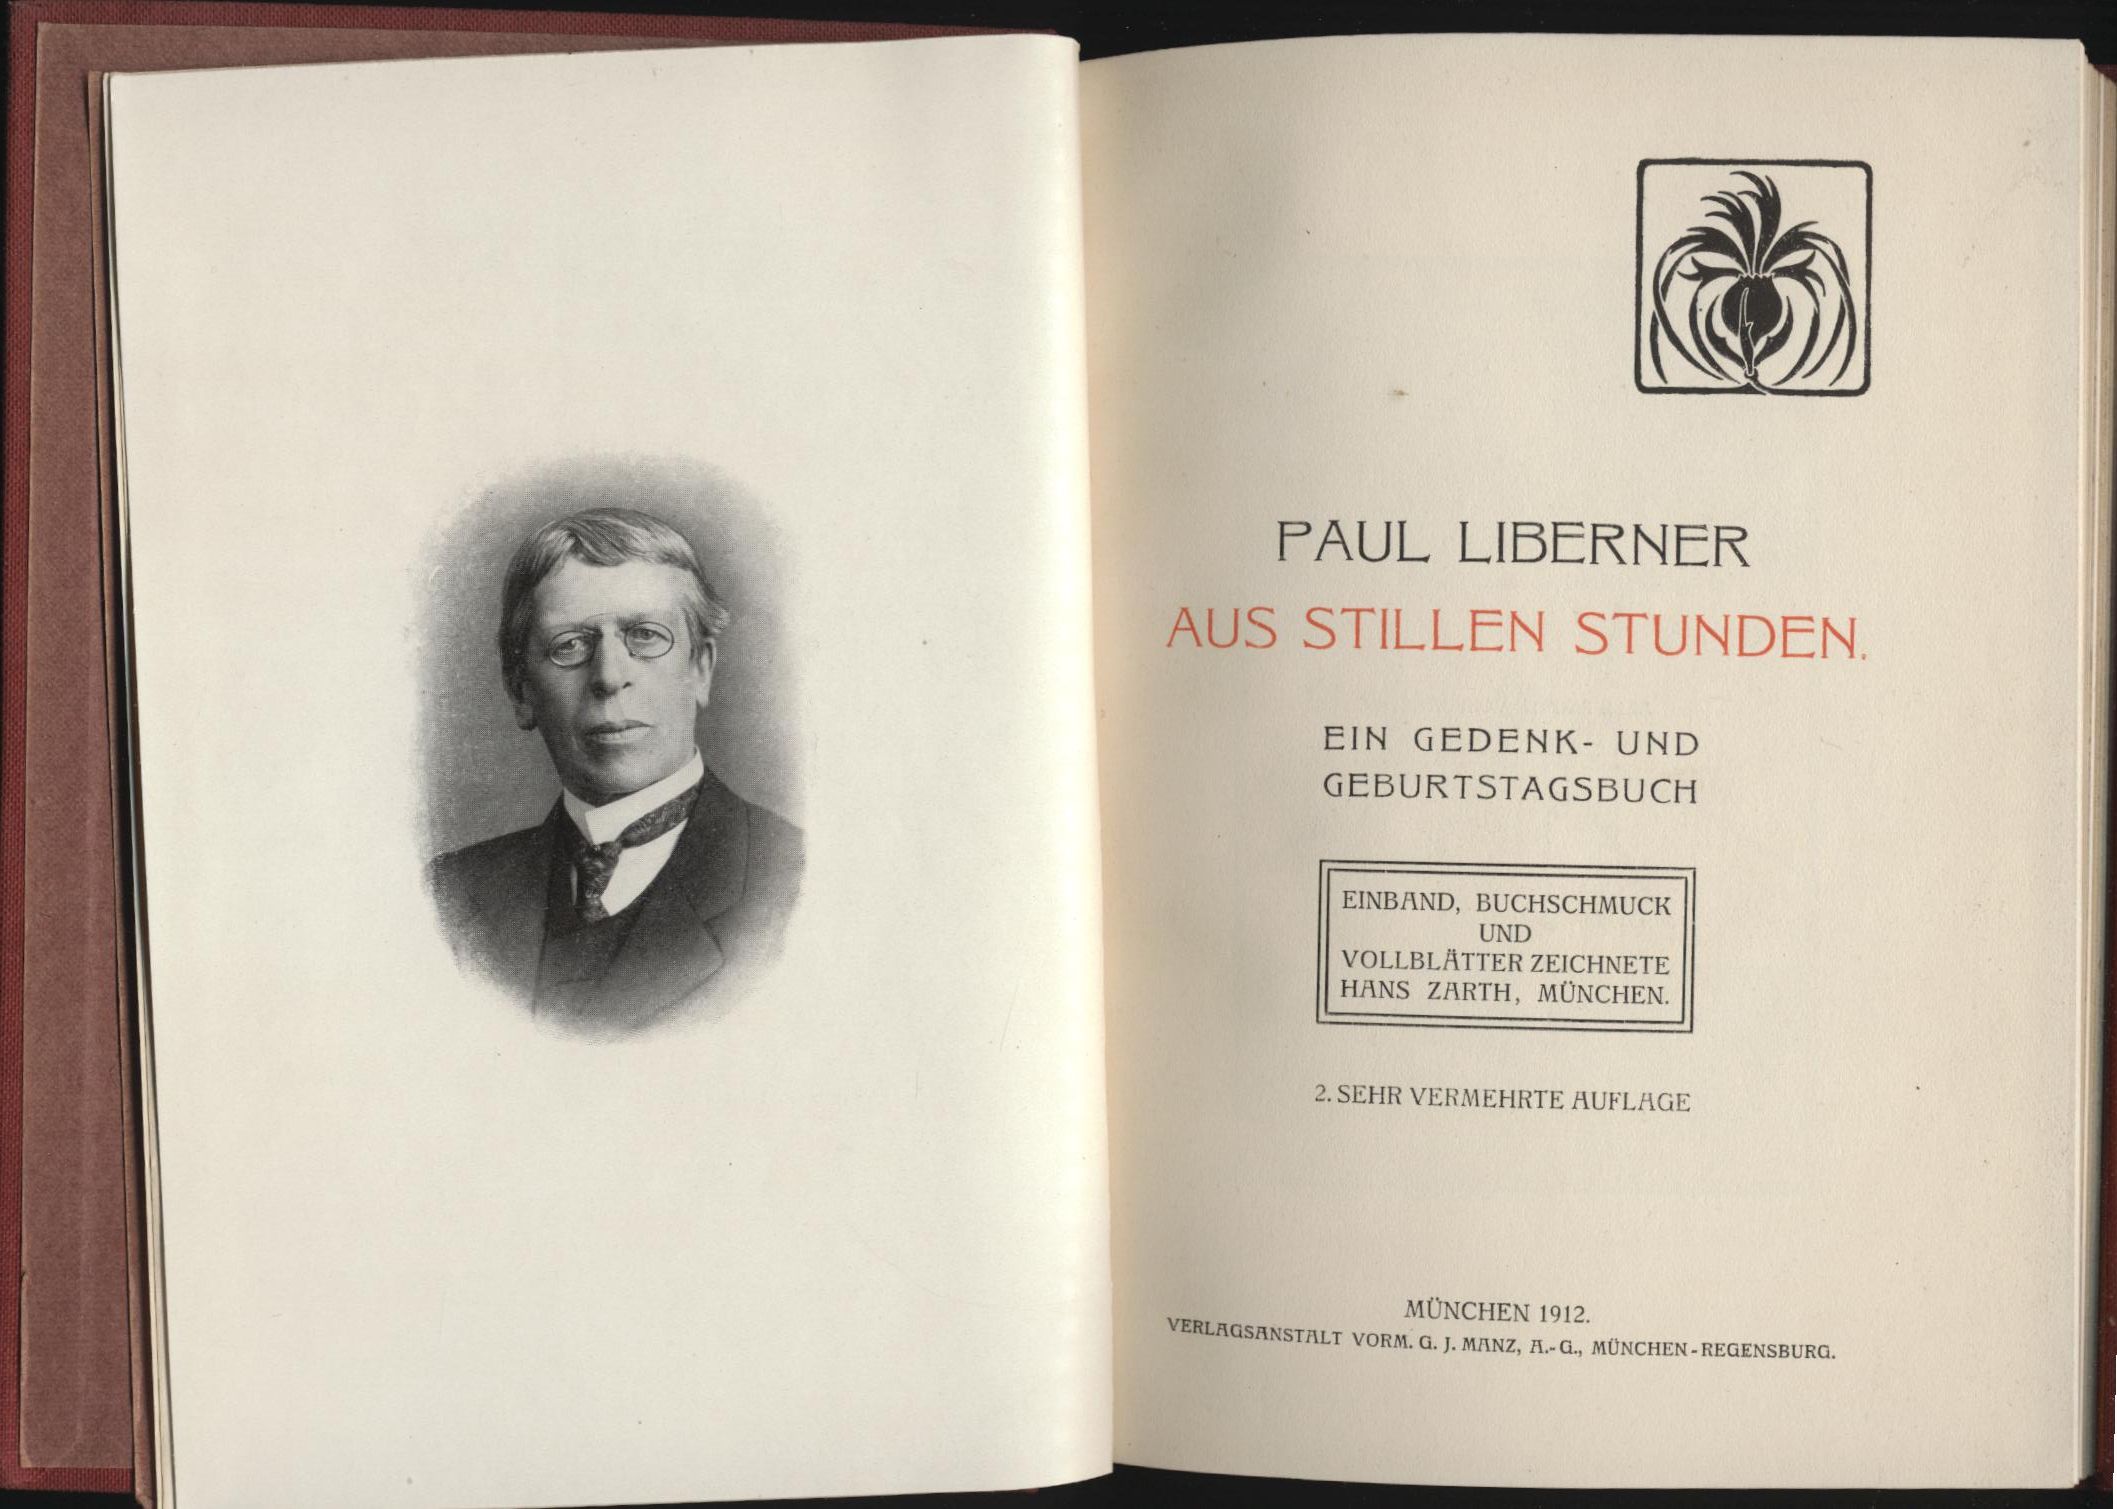 PAUL LIBERNER
AUS STILLEN STUNDEN.
EIN GEDENK- UND
GEBURTSTAGSBUCH
EINBAND, BUCHSCHMUCK
UND
VOLLBLÄTTER ZEICHNETE
HANS ZARTH, MÜNCHEN.
2. SEHR VERMEHRTE AUFLAGE
MÜNCHEN 1912.
VERLAGSANSTALT VORM. G. J. MANZ, A.-G., MÜNCHEN-REGENSBURG.